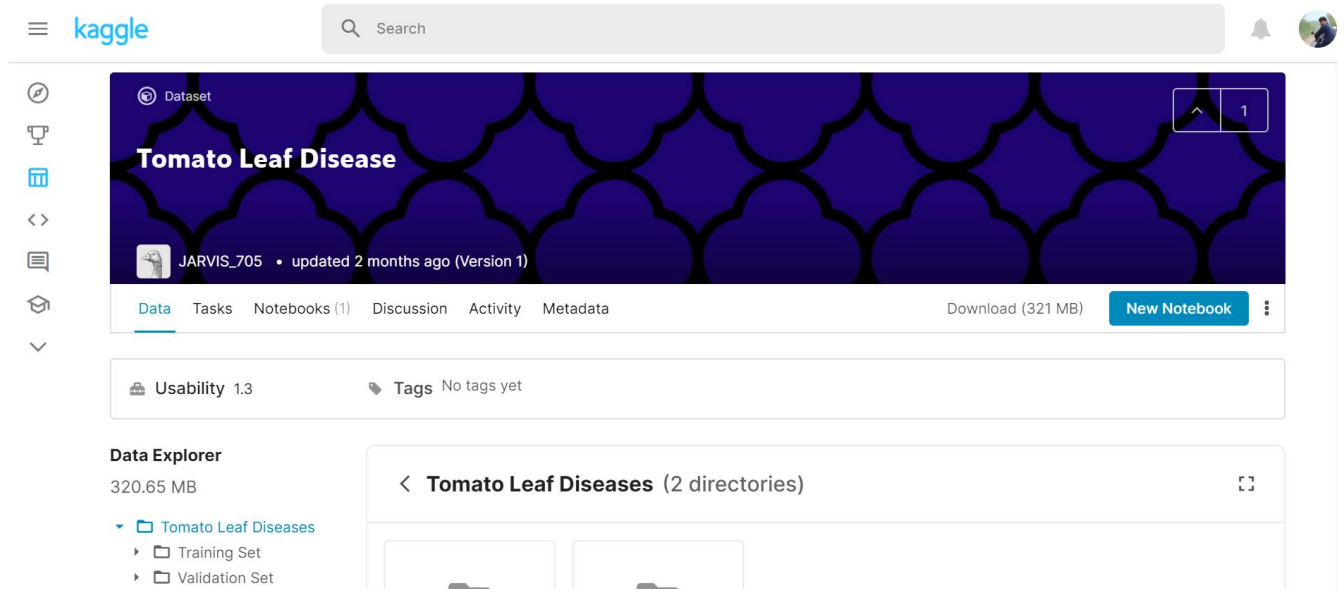 kaggle
Search
Dataset
1
Tomato Leaf Disease
JARVIS_705 • updated 2 months ago (Version 1)
Data Tasks Notebooks (1) Discussion Activity Metadata Download (321 MB) New Notebook
Usability 1.3 Tags No tags yet
Data Explorer
320.65 MB
Tomato Leaf Diseases
Training Set
Validation Set
Tomato Leaf Diseases (2 directories)